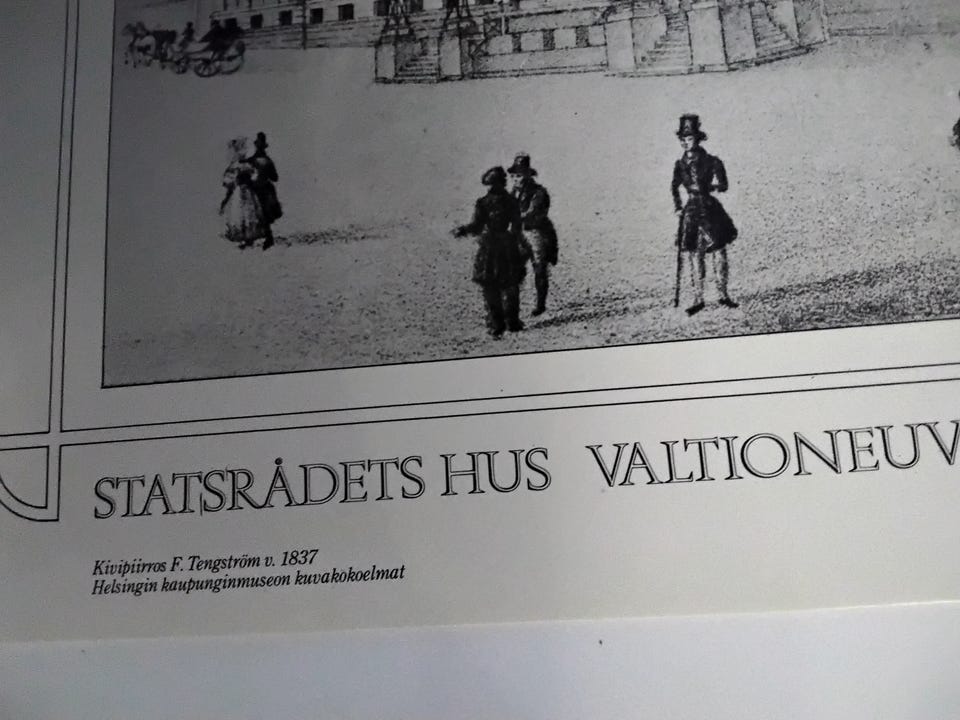 STATSRÅDETS HUS VALTIONEUV
Kivipiirros F. Tengström v. 1837
Helsingin kaupunginmuseon kuvakokoelmat